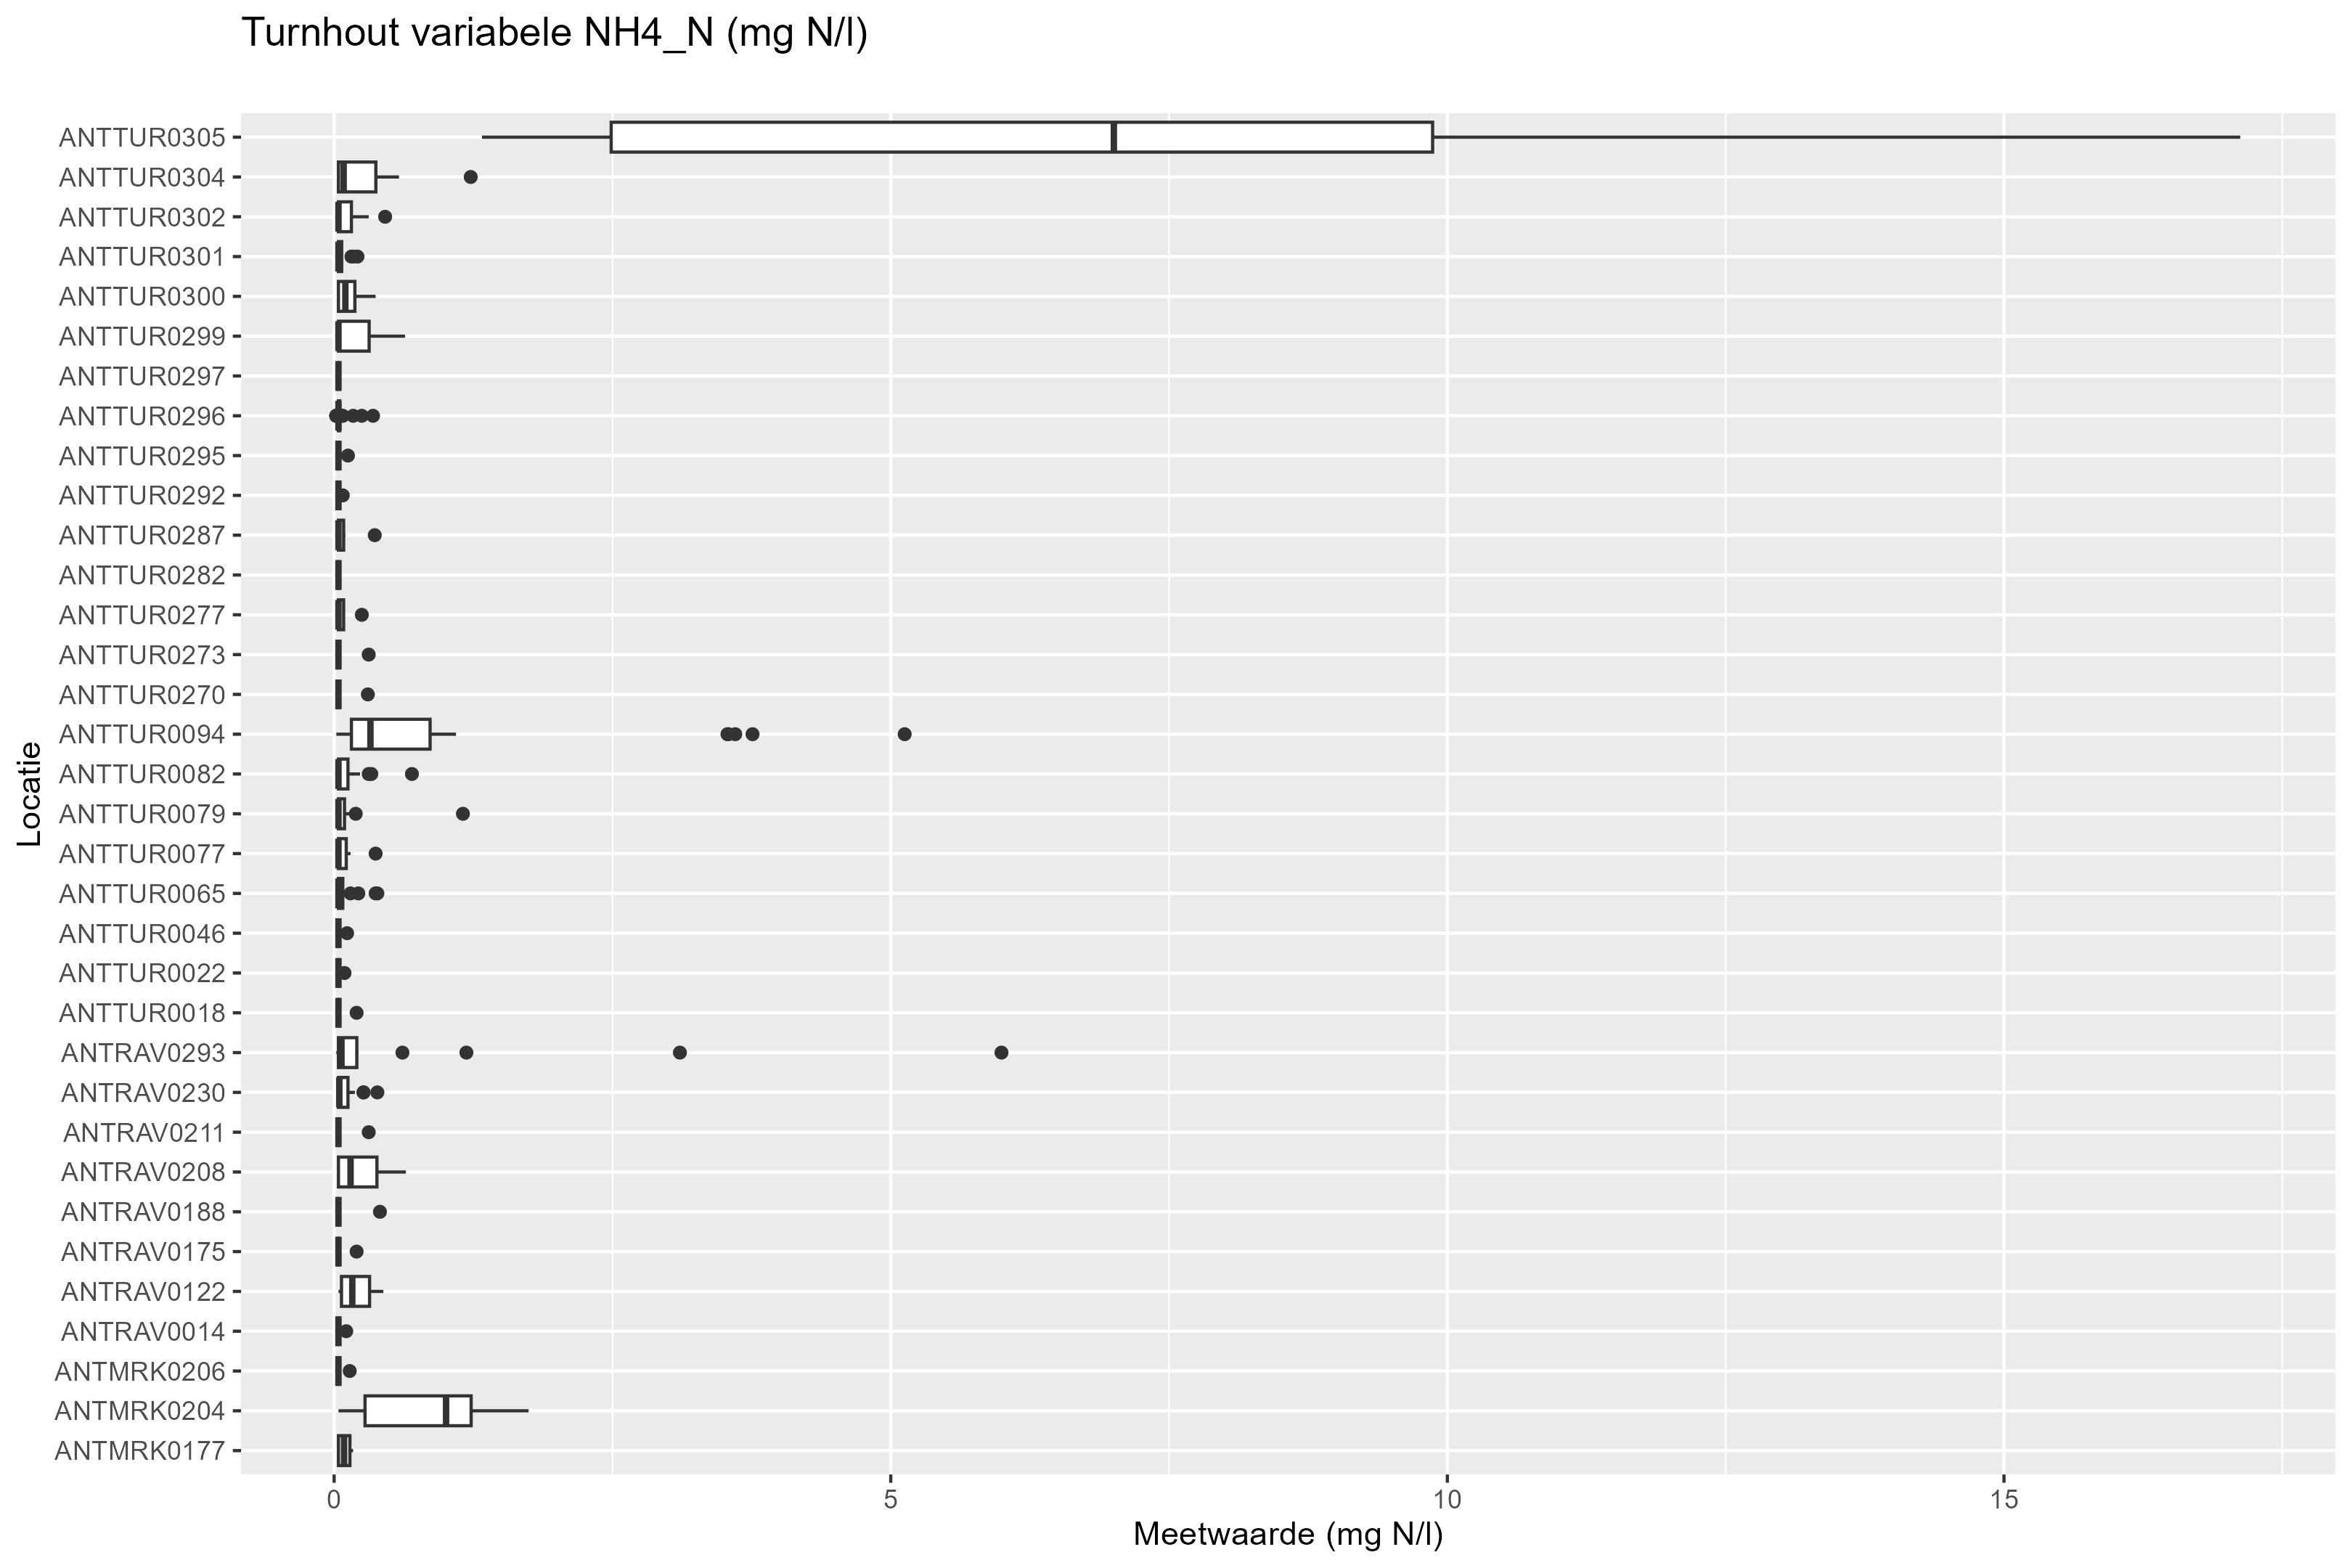 Turnhout variabele NH4_N (mg N/l)
Locatie
ANTTUR0305
ANTTUR0304
ANTTUR0302
ANTTUR0301
ANTTUR0300
ANTTUR0299
ANTTUR0297
ANTTUR0296
ANTTUR0295
ANTTUR0292
ANTTUR0287
ANTTUR0282
ANTTUR0277
ANTTUR0273
ANTTUR0270
ANTTUR0094
ANTTUR0082
ANTTUR0079
ANTTUR0077
ANTTUR0065
ANTTUR0046
ANTTUR0022
ANTTUR0018
ANTRAV0293
ANTRAV0230
ANTRAV0211
ANTRAV0208
ANTRAV0188
ANTRAV0175
ANTRAV0122
ANTRAV0014
ANTMRK0206
ANTMRK0204
ANTMRK0177
0 5 10 15
Meetwaarde (mg N/l)